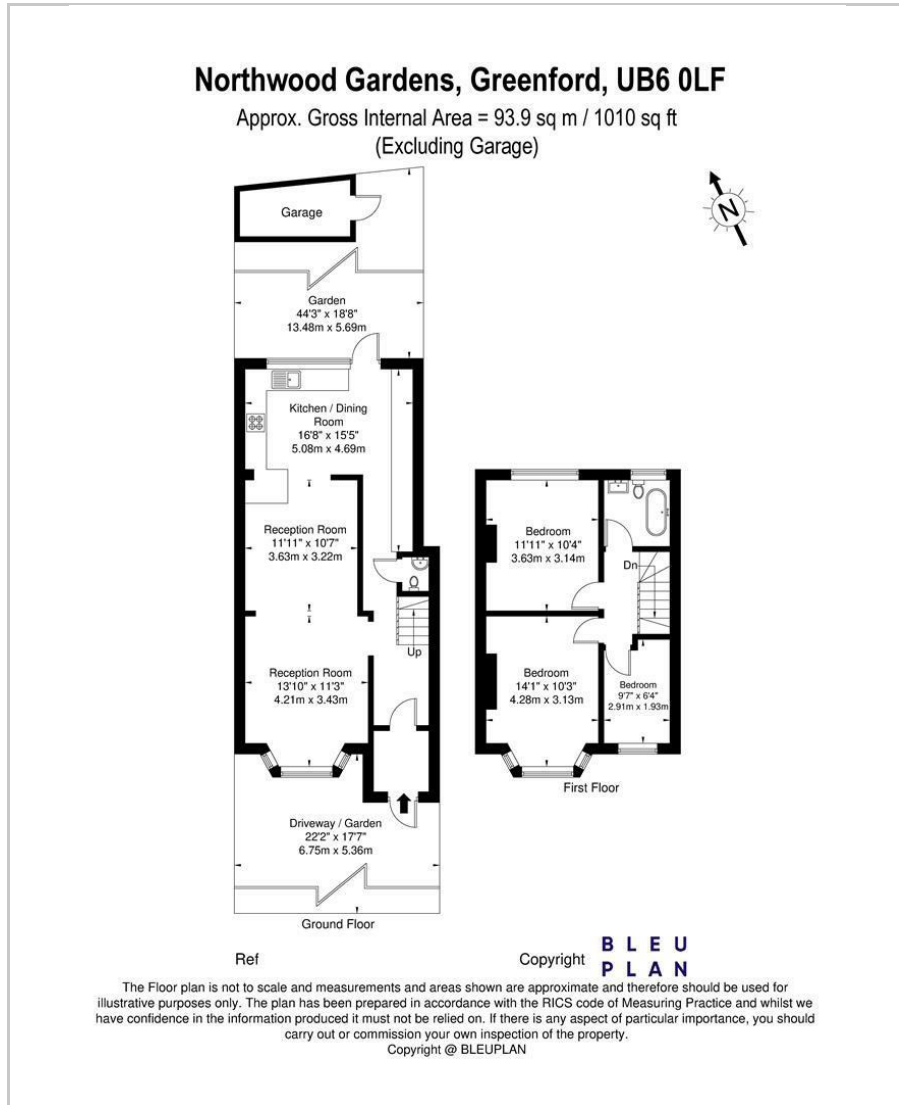 Northwood Gardens, Greenford, UB6 0LF
Approx. Gross Internal Area = 93.9 sq m / 1010 sq ft
(Excluding Garage)
N
Garage
Garden
44'3" x 18'8"
13.48m x 5.69m
Kitchen / Dining
Room
16'8" x 15'5"
5.08m x 4.69m
Reception Room
11'11" x 10'7"
3.63m x 3.22m
Up
Reception Room
13'10" x 11'3"
4.21m x 3.43m
Driveway / Garden
22'2" x 17'7"
6.75m x 5.36m
Ground Floor
Bedroom
11'11" x 10'4"
3.63m x 3.14m
Dn
Bedroom
14'1" x 10'3"
4.28m x 3.13m
Bedroom
9'7" x 6'4"
2.91m x 1.93m
First Floor
Ref
Copyright
BLEU
PLAN
The Floor plan is not to scale and measurements and areas shown are approximate and therefore should be used for
illustrative purposes only. The plan has been prepared in accordance with the RICS code of Measuring Practice and whilst we
have confidence in the information produced it must not be relied on. If there is any aspect of particular importance, you should
carry out or commission your own inspection of the property.
Copyright @ BLEUPLAN